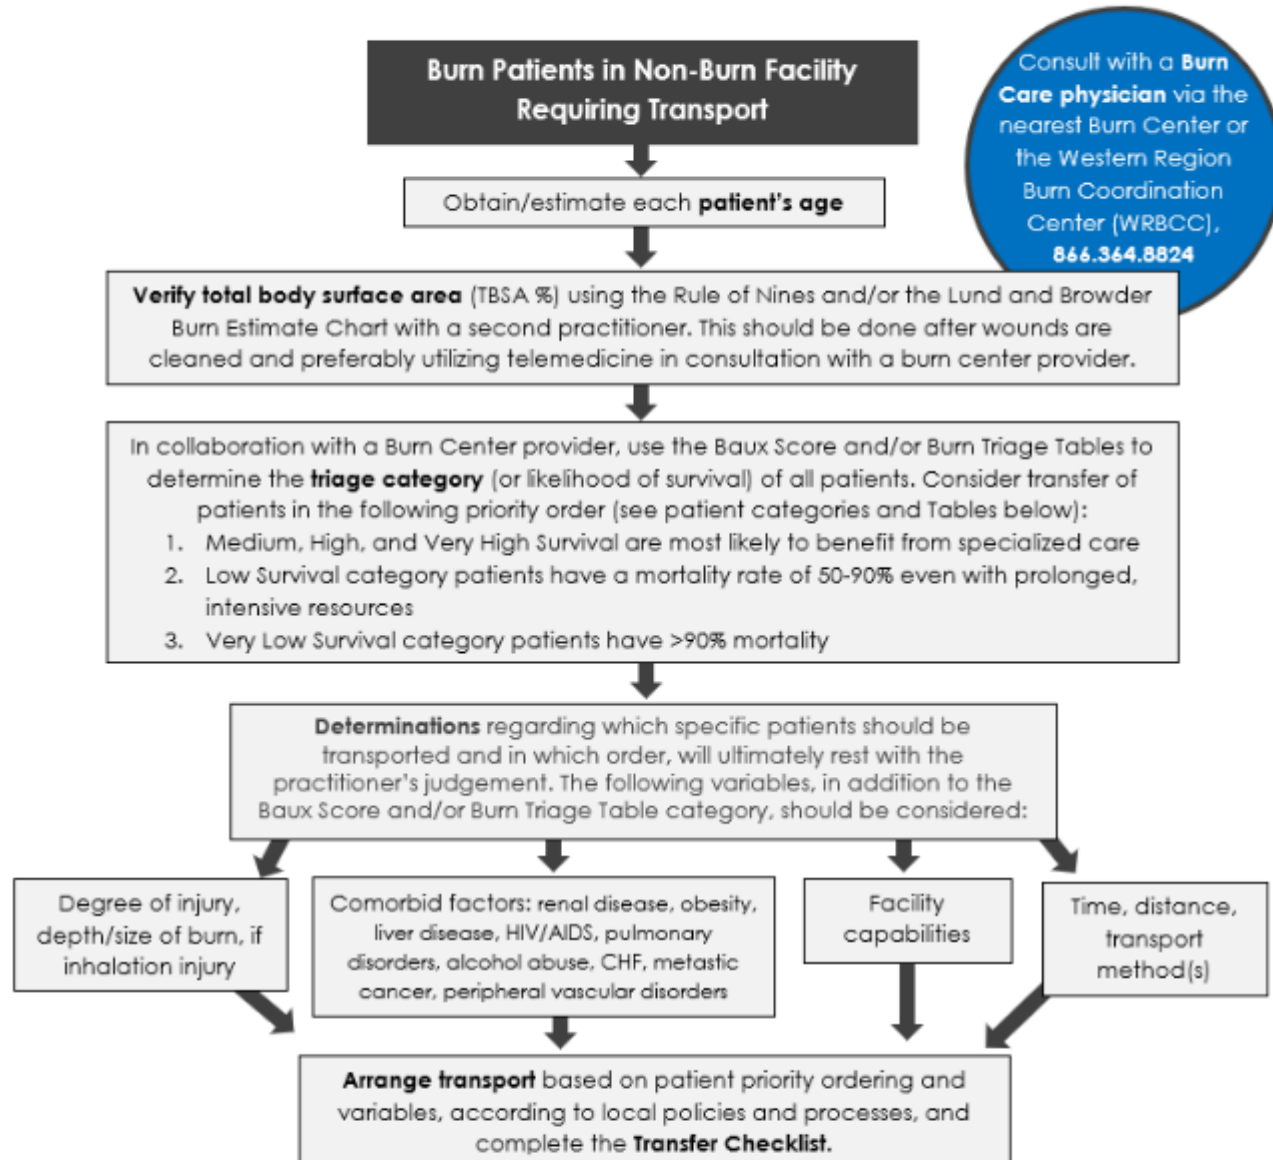 Burn Patients in Non-Burn Facility
Requiring Transport
Consult with a Burn
Care physician via the
nearest Burn Center or
the Western Region
Burn Coordination
Center (WRBCC),
866.364.8824
Obtain/estimate each patient's age
Verify total body surface area (TBSA %) using the Rule of Nines and/or the Lund and Browder
Burn Estimate Chart with a second practitioner. This should be done after wounds are
cleaned and preferably utilizing telemedicine in consultation with a burn center provider.
In collaboration with a Burn Center provider, use the Baux Score and/or Burn Triage Tables to
determine the triage category (or likelihood of survival) of all patients. Consider transfer of
patients in the following priority order (see patient categories and Tables below):
1. Medium, High, and Very High Survival are most likely to benefit from specialized care
2. Low Survival category patients have a mortality rate of 50-90% even with prolonged,
intensive resources
3. Very Low Survival category patients have >90% mortality
Determinations regarding which specific patients should be
transported and in which order, will ultimately rest with the
practitioner's judgement. The following variables, in addition to the
Baux Score and/or Burn Triage Table category, should be considered:
Degree of injury,
depth/size of burn, if
inhalation injury
Comorbid factors: renal disease, obesity,
liver disease, HIV/AIDS, pulmonary
disorders, alcohol abuse, CHF, metastic
cancer, peripheral vascular disorders
Facility
capabilities
Time, distance,
transport
method(s)
Arrange transport based on patient priority ordering and
variables, according to local policies and processes, and
complete the Transfer Checklist.